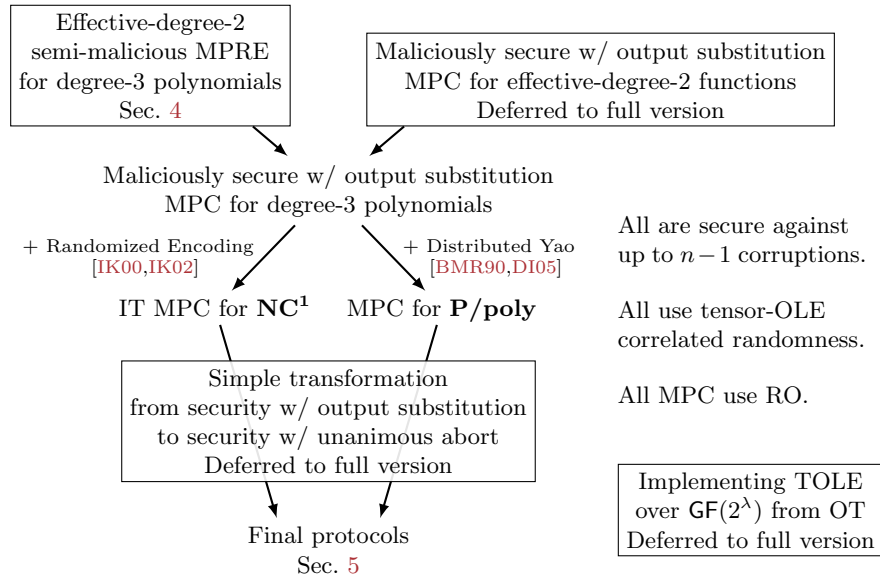 Effective-degree-2
semi-malicious MPRE
for degree-3 polynomials
Sec. 4
Maliciously secure w/ output substitution
MPC for effective-degree-2 functions
Deferred to full version
Maliciously secure w/ output substitution
MPC for degree-3 polynomials
+ Randomized Encoding
[IK00,IK02]
+ Distributed Yao
[BMR90,DI05]
IT MPC for NC¹
MPC for P/poly
Simple transformation
from security w/ output substitution
to security w/ unanimous abort
Deferred to full version
Final protocols
Sec. 5
All are secure against
up to n−1 corruptions.
All use tensor-OLE
correlated randomness.
All MPC use RO.
Implementing TOLE
over GF(2^λ) from OT
Deferred to full version